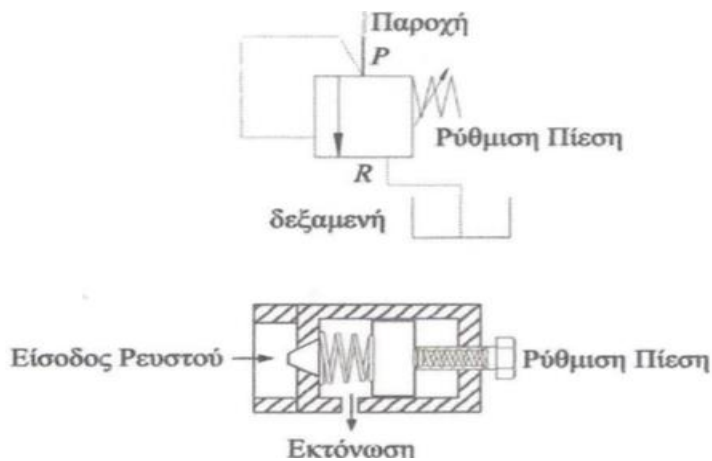 Παροχή
P
Ρύθμιση Πίεση
R
δεξαμενή
Είσοδος Ρευστού
Ρύθμιση Πίεση
Εκτόνωση